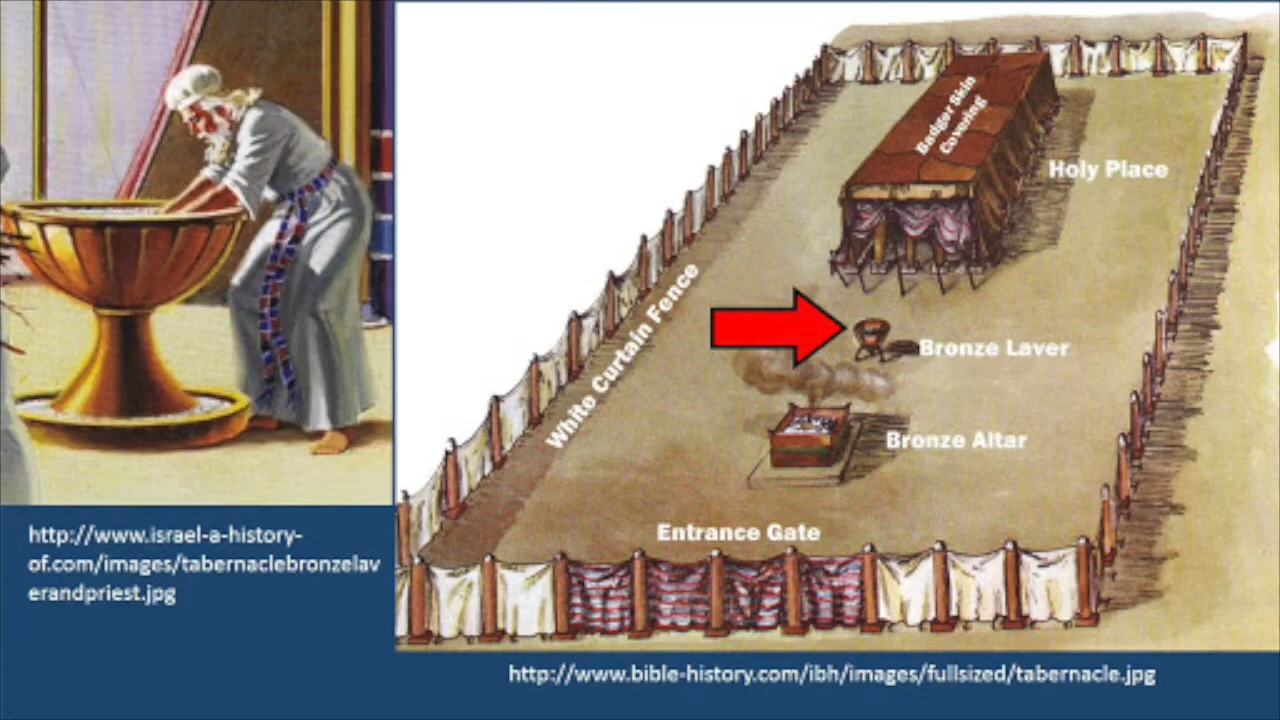 Badger Skin
Covering
Holy Place
White Curtain Fence
Bronze Laver
Bronze Altar
Entrance Gate
http://www.israel-a-history-
of.com/images/tabernaclebronzelav
erandpriest.jpg
http://www.bible-history.com/ibh/images/fullsized/tabernacle.jpg